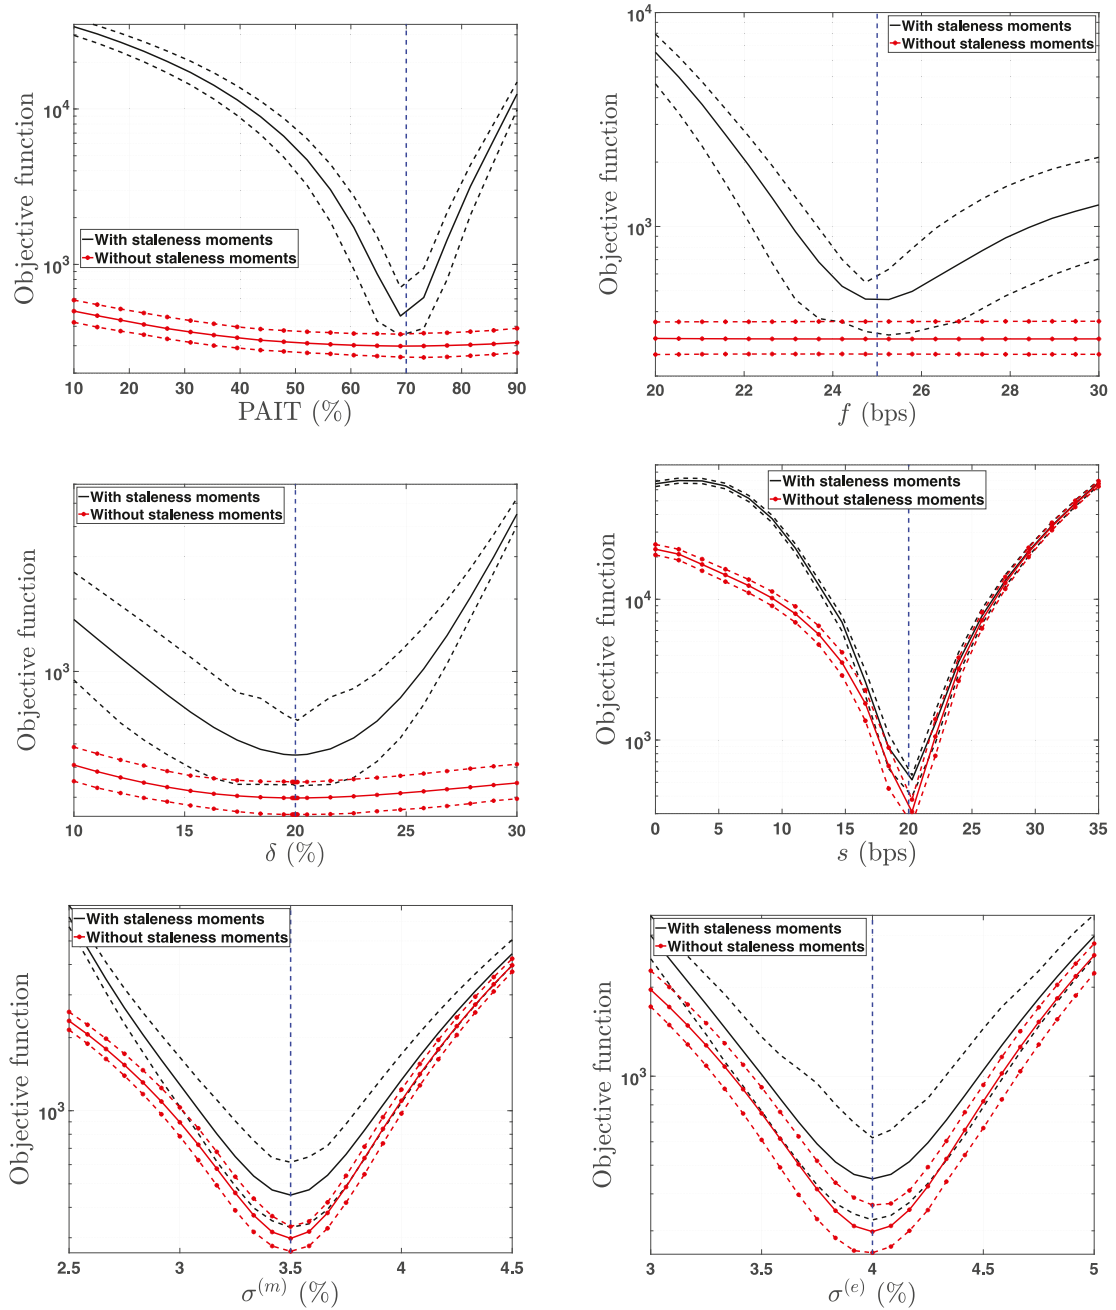 Objective function
10^4
10^3
With staleness moments
Without staleness moments
10 20 30 40 50 60 70 80 90
PAIT (%)
Objective function
10^4
10^3
With staleness moments
Without staleness moments
20 22 24 26 28 30
f (bps)
Objective function
10^3
With staleness moments
Without staleness moments
10 15 20 25 30
δ (%)
Objective function
10^4
10^3
With staleness moments
Without staleness moments
0 5 10 15 20 25 30 35
s (bps)
Objective function
10^3
With staleness moments
Without staleness moments
2.5 3 3.5 4 4.5
σ^(m) (%)
Objective function
10^3
With staleness moments
Without staleness moments
3 3.5 4 4.5 5
σ^(e) (%)